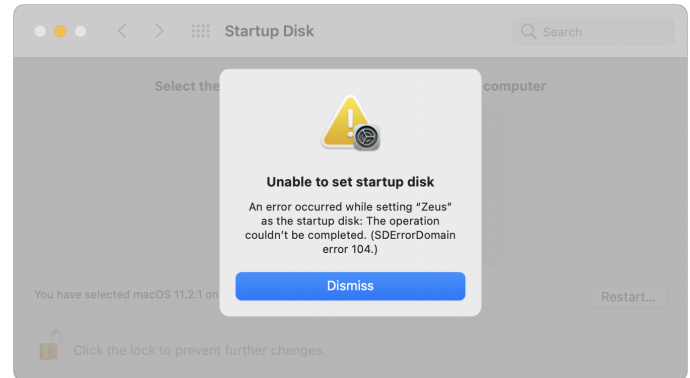 Startup Disk
Search
Select the
computer
Unable to set startup disk
An error occurred while setting “Zeus”
as the startup disk: The operation
couldn’t be completed. (SDErrorDomain
error 104.)
Dismiss
You have selected macOS 11.2.1 on
Restart...
Click the lock to prevent further changes.